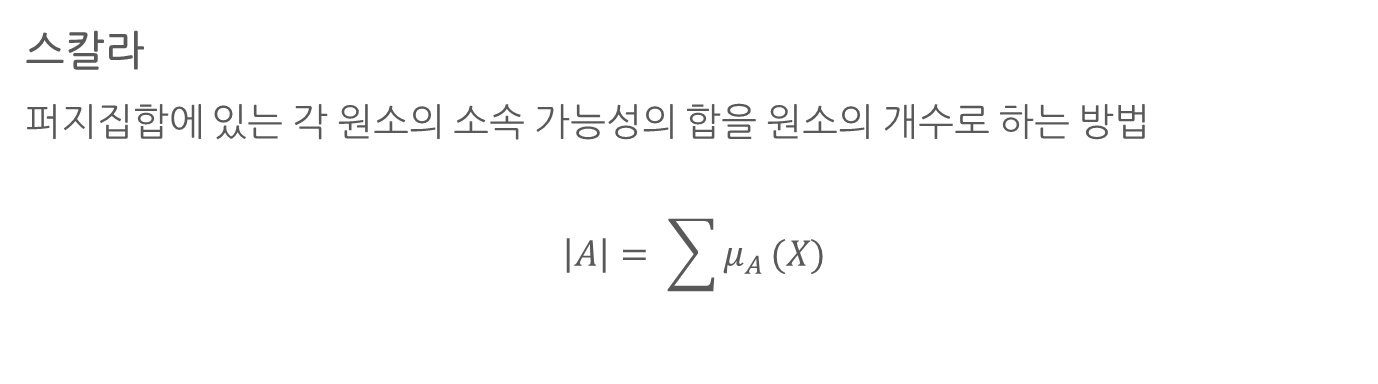 스칼라
퍼지집합에 있는 각 원소의 소속 가능성의 합을 원소의 개수로 하는 방법
|A| = ∑ μ_A (X)